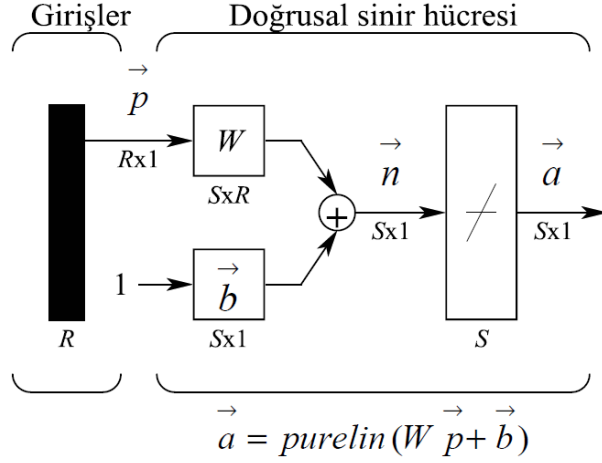 Girişler Doğrusal sinir hücresi
p W n a
Rx1 SxR + Sx1 Sx1
1 b
R Sx1 S
a = purelin(W p + b)